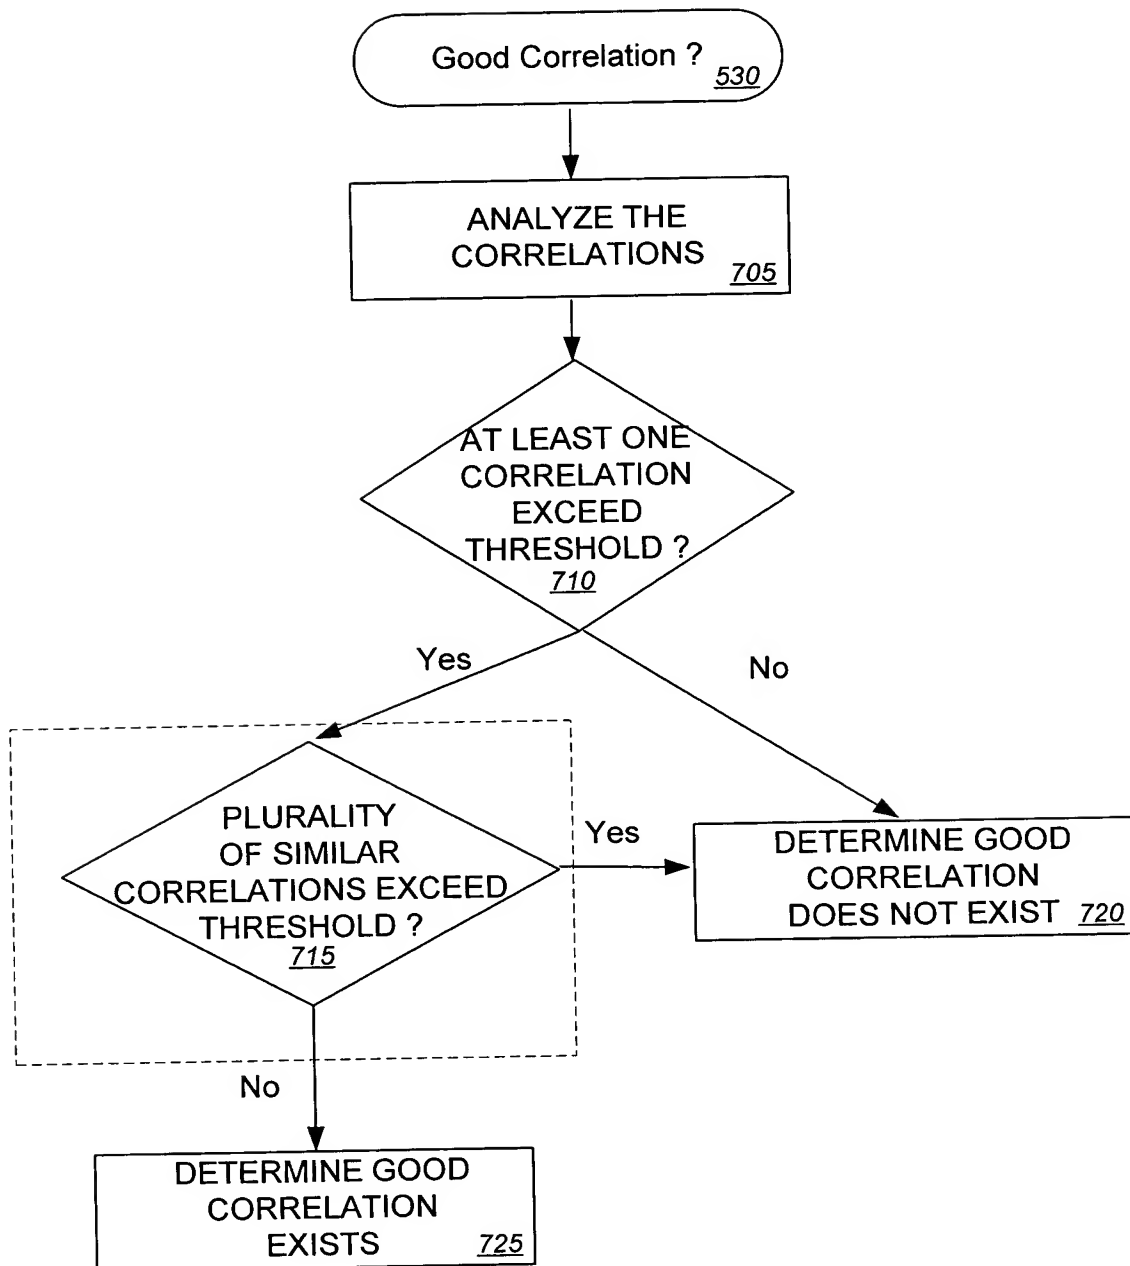 Good Correlation ?
530
ANALYZE THE
CORRELATIONS
705
AT LEAST ONE
CORRELATION
EXCEED
THRESHOLD ?
710
Yes
No
PLURALITY
OF SIMILAR
CORRELATIONS EXCEED
THRESHOLD ?
715
Yes
DETERMINE GOOD
CORRELATION
DOES NOT EXIST
720
No
DETERMINE GOOD
CORRELATION
EXISTS
725